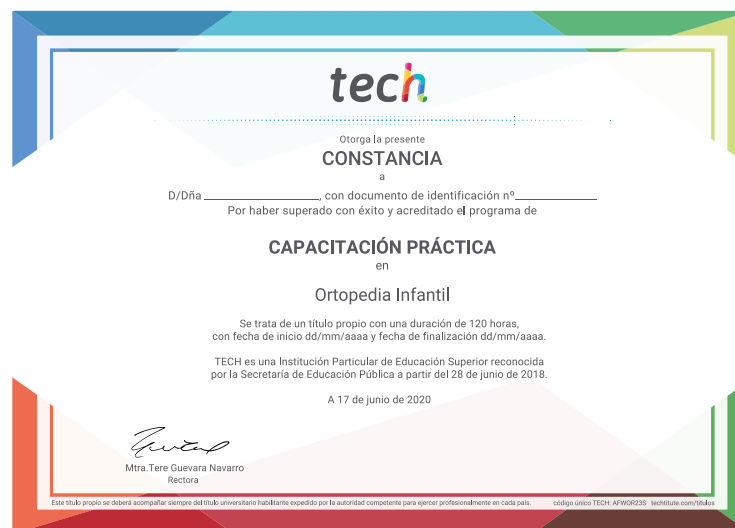 tech
Otorga la presente
CONSTANCIA
a
D/Dña ____________________, con documento de identificación nº______________
Por haber superado con éxito y acreditado el programa de
CAPACITACIÓN PRÁCTICA
en
Ortopedia Infantil
Se trata de un título propio con una duración de 120 horas,
con fecha de inicio dd/mm/aaaa y fecha de finalización dd/mm/aaaa.
TECH es una Institución Particular de Educación Superior reconocida
por la Secretaría de Educación Pública a partir del 28 de junio de 2018.
A 17 de junio de 2020
Mtra.Tere Guevara Navarro
Rectora
Este título propio se deberá acompañar siempre del título universitario habilitante expedido por la autoridad competente para ejercer profesionalmente en cada país. código único TECH: AFWOR23S techtitute.com/titulos